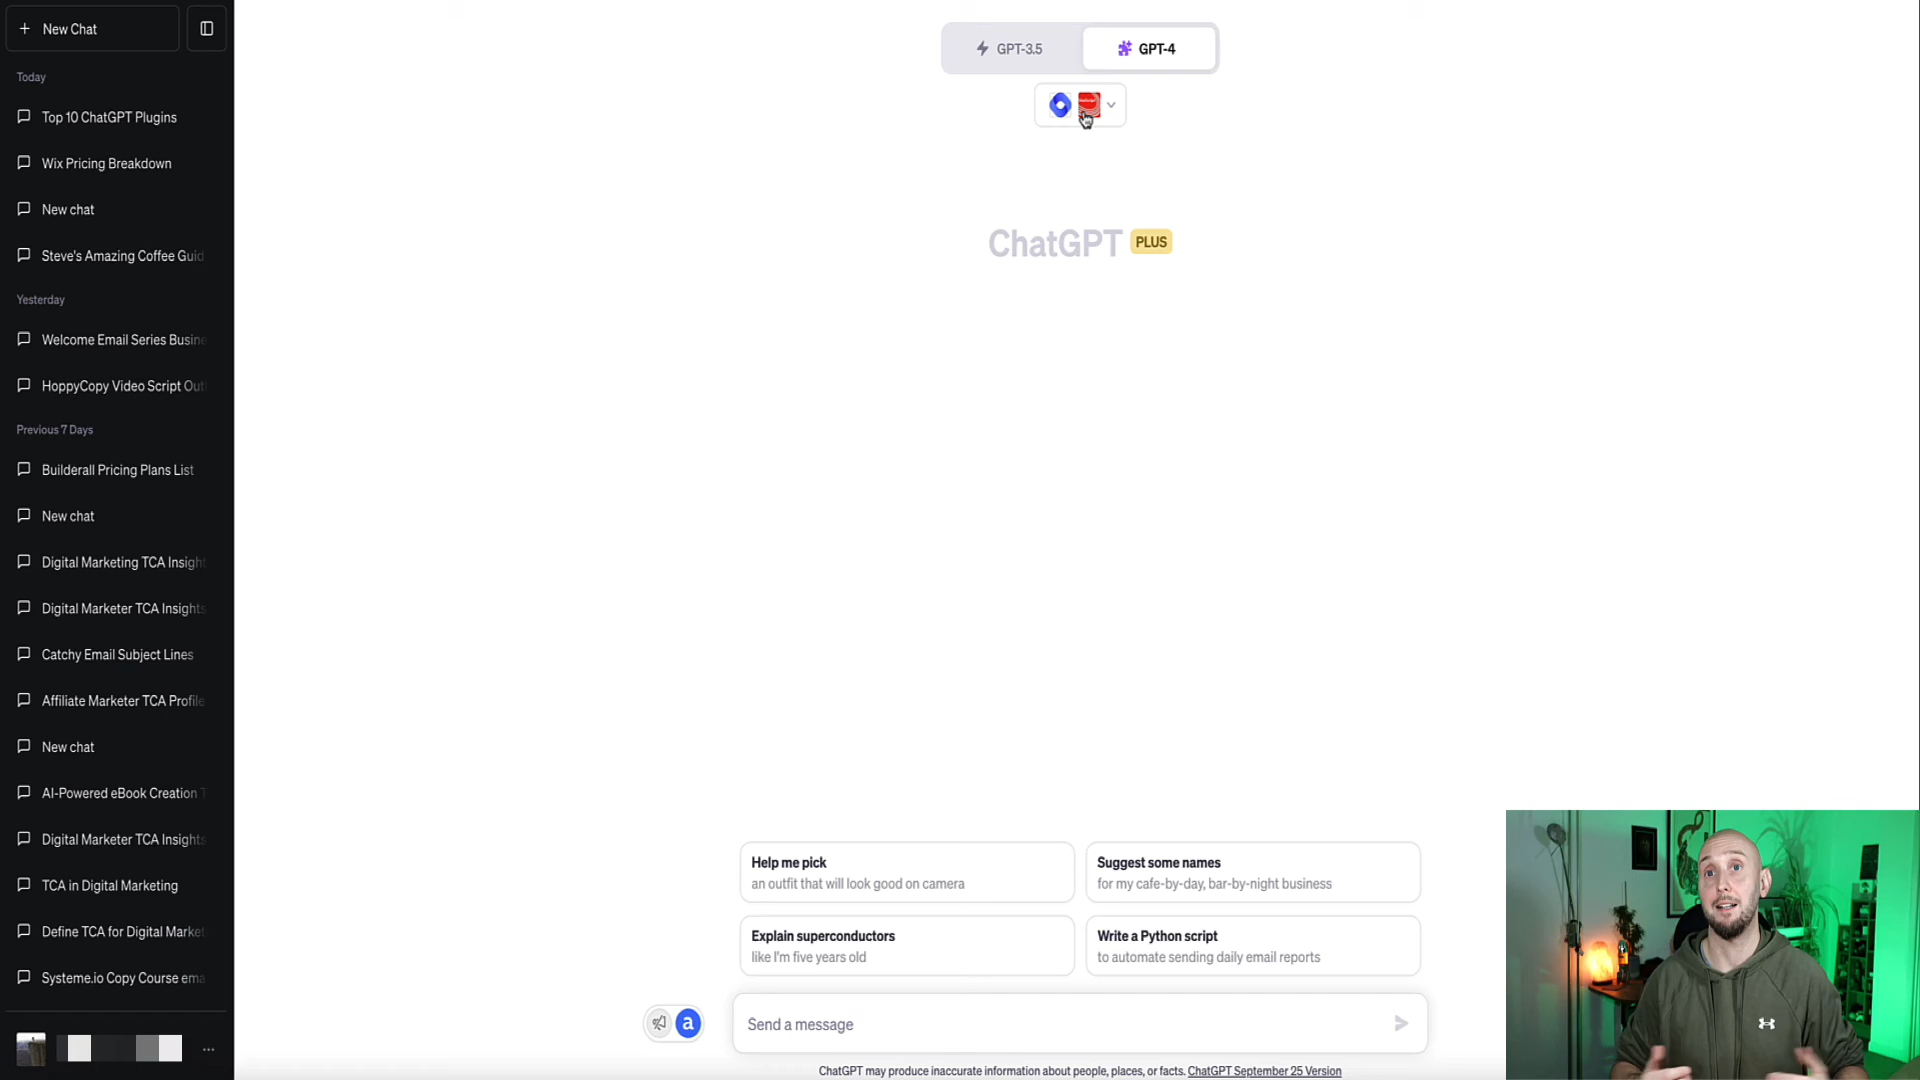 New Chat
Today
Top 10 ChatGPT Plugins
Wix Pricing Breakdown
New chat
Steve's Amazing Coffee Guid
Yesterday
Welcome Email Series Busine
HoppyCopy Video Script Out
Previous 7 Days
Builderall Pricing Plans List
New chat
Digital Marketing TCA Insight
Digital Marketer TCA Insights
Catchy Email Subject Lines
Affiliate Marketer TCA Profile
New chat
AI-Powered eBook Creation T
Digital Marketer TCA Insights
TCA in Digital Marketing
Define TCA for Digital Market
Systeme.io Copy Course ema
GPT-3.5
GPT-4
ChatGPT PLUS
Help me pick
an outfit that will look good on camera
Suggest some names
for my cafe-by-day, bar-by-night business
Explain superconductors
like I'm five years old
Write a Python script
to automate sending daily email reports
a
Send a message
ChatGPT may produce inaccurate information about people, places, or facts. ChatGPT September 25 Version